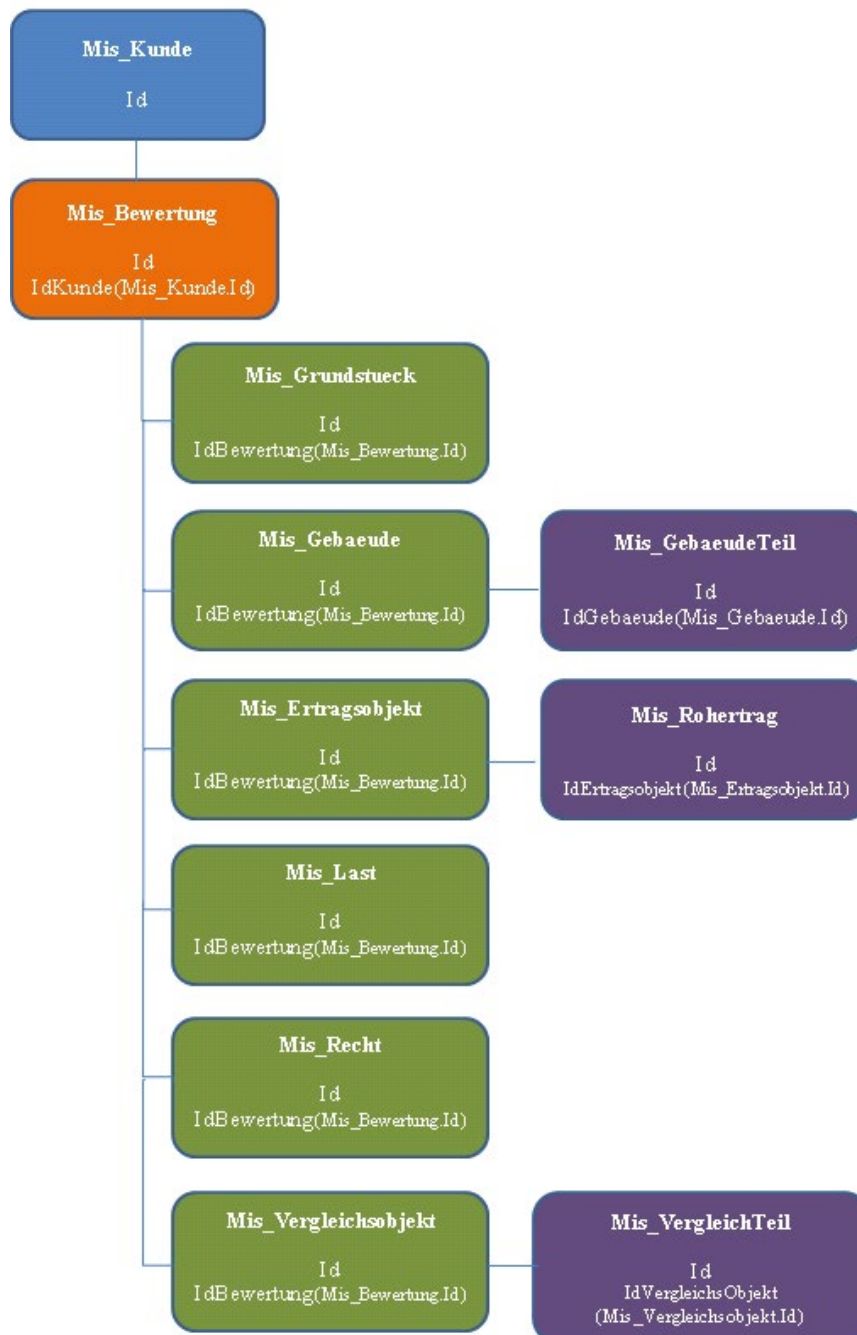 Mis_Kunde
Id
Mis_Bewertung
Id
IdKunde(Mis_Kunde.Id)
Mis_Grundstueck
Id
IdBewertung(Mis_Bewertung.Id)
Mis_Gebaeude
Id
IdBewertung(Mis_Bewertung.Id)
Mis_GebaeudeTeil
Id
IdGebaeude(Mis_Gebaeude.Id)
Mis_Ertragsobjekt
Id
IdBewertung(Mis_Bewertung.Id)
Mis_Rohertrag
Id
IdErtragsobjekt(Mis_Ertragsobjekt.Id)
Mis_Last
Id
IdBewertung(Mis_Bewertung.Id)
Mis_Recht
Id
IdBewertung(Mis_Bewertung.Id)
Mis_Vergleichsobjekt
Id
IdBewertung(Mis_Bewertung.Id)
Mis_VergleichTeil
Id
IdVergleichsObjekt
(Mis_Vergleichsobjekt.Id)